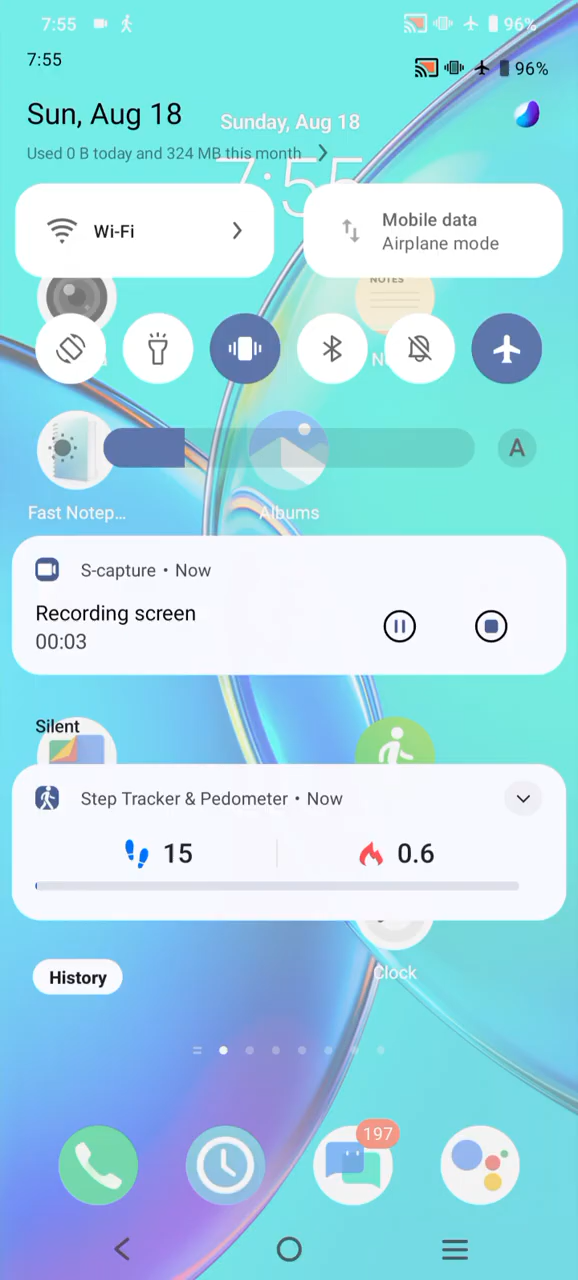 7:55
96%
7:55
96%
Sun, Aug 18
Sunday, Aug 18
Used 0 B today and 324 MB this month
7:55
Wi-Fi
Mobile data
Airplane mode
NOTES
A
Fast Notep...
Albums
S-capture • Now
Recording screen
00:03
Silent
Step Tracker & Pedometer • Now
15
0.6
Clock
History
197